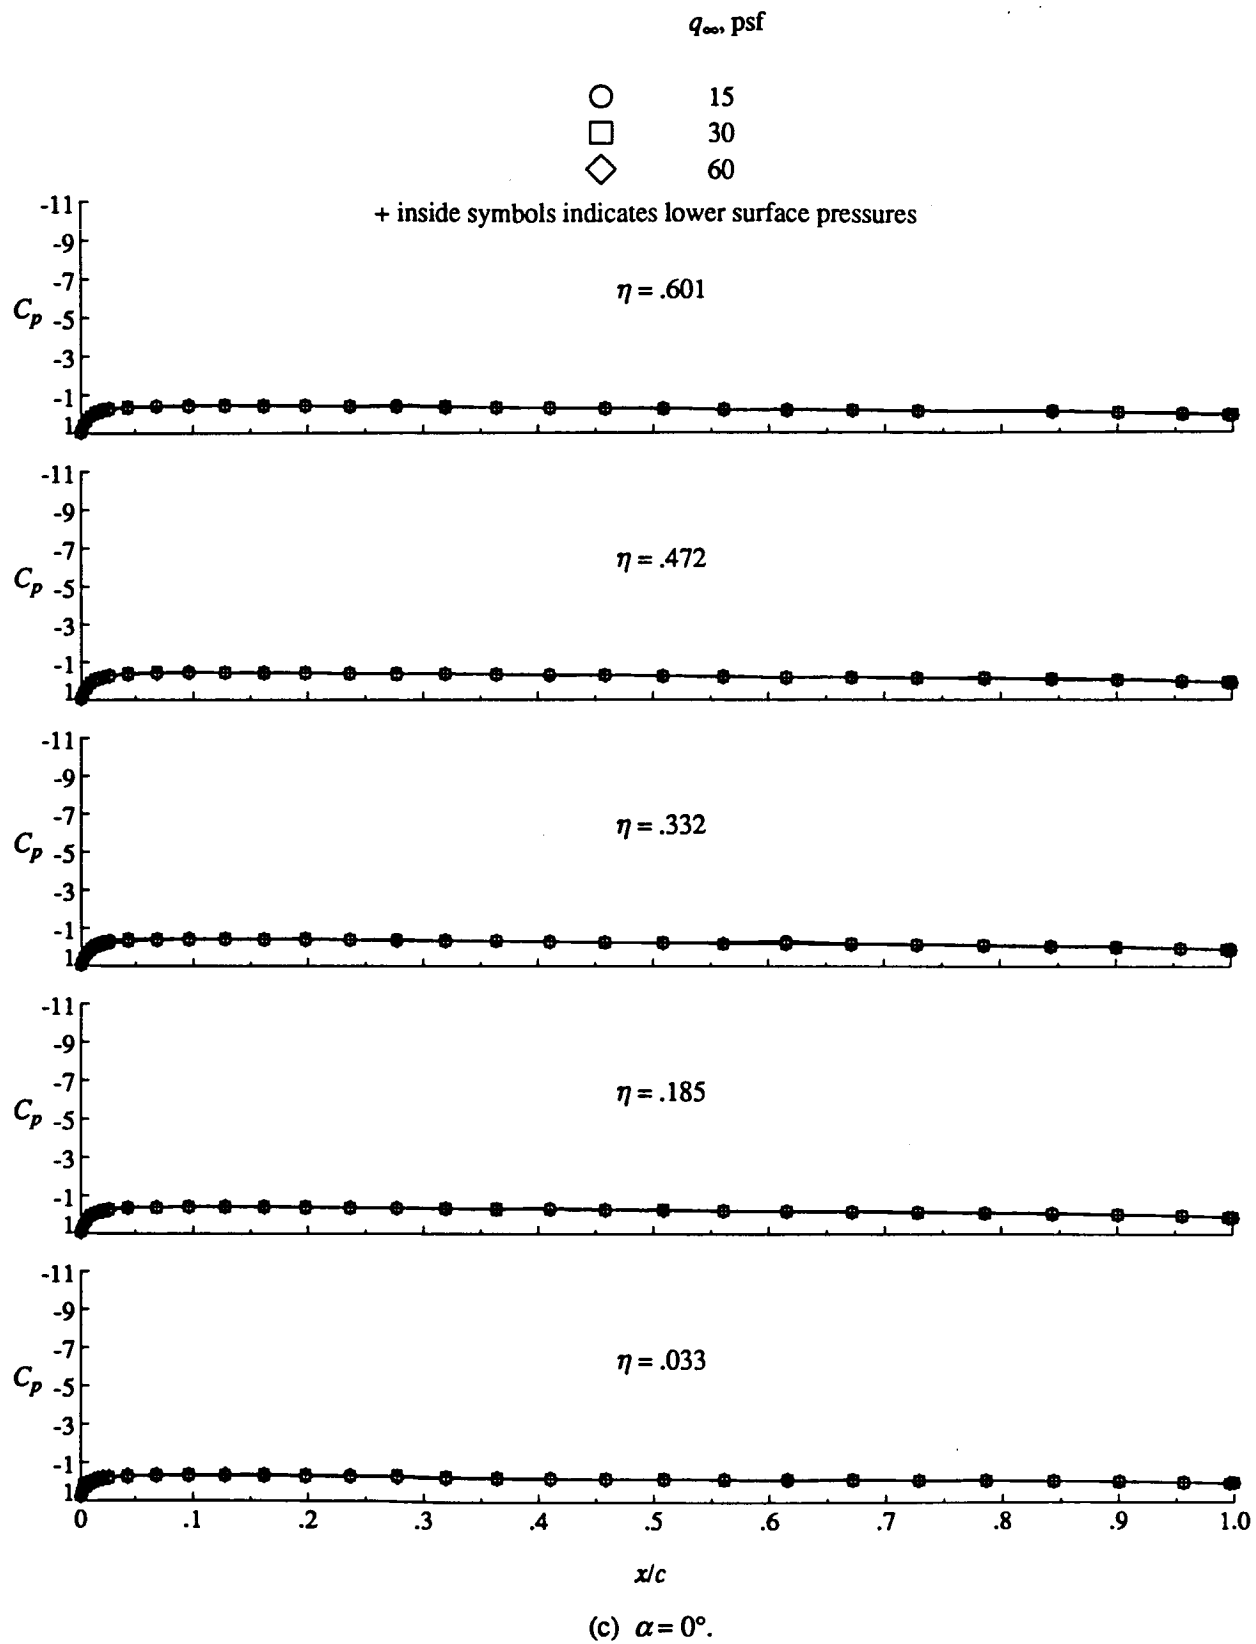 q∞, psf
15
30
60
+ inside symbols indicates lower surface pressures
-11
-9
-7
-5
-3
-1
1
Cp
η = .601
-11
-9
-7
-5
-3
-1
1
Cp
η = .472
-11
-9
-7
-5
-3
-1
1
Cp
η = .332
-11
-9
-7
-5
-3
-1
1
Cp
η = .185
-11
-9
-7
-5
-3
-1
1
Cp
η = .033
0 .1 .2 .3 .4 .5 .6 .7 .8 .9 1.0
x/c
(c) α = 0°.